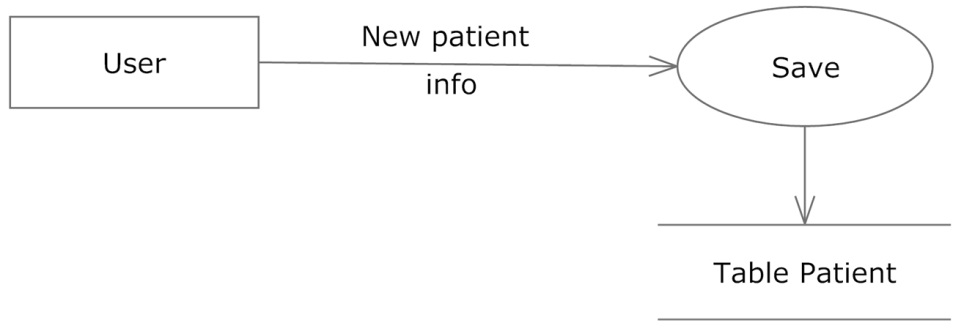 User
New patient
info
Save
Table Patient